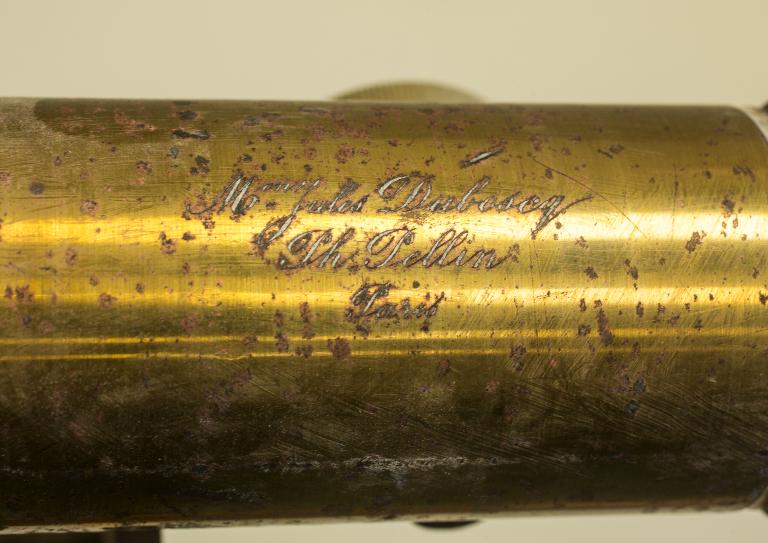 Mon Jules Duboscq
Ph. Pellin
Paris